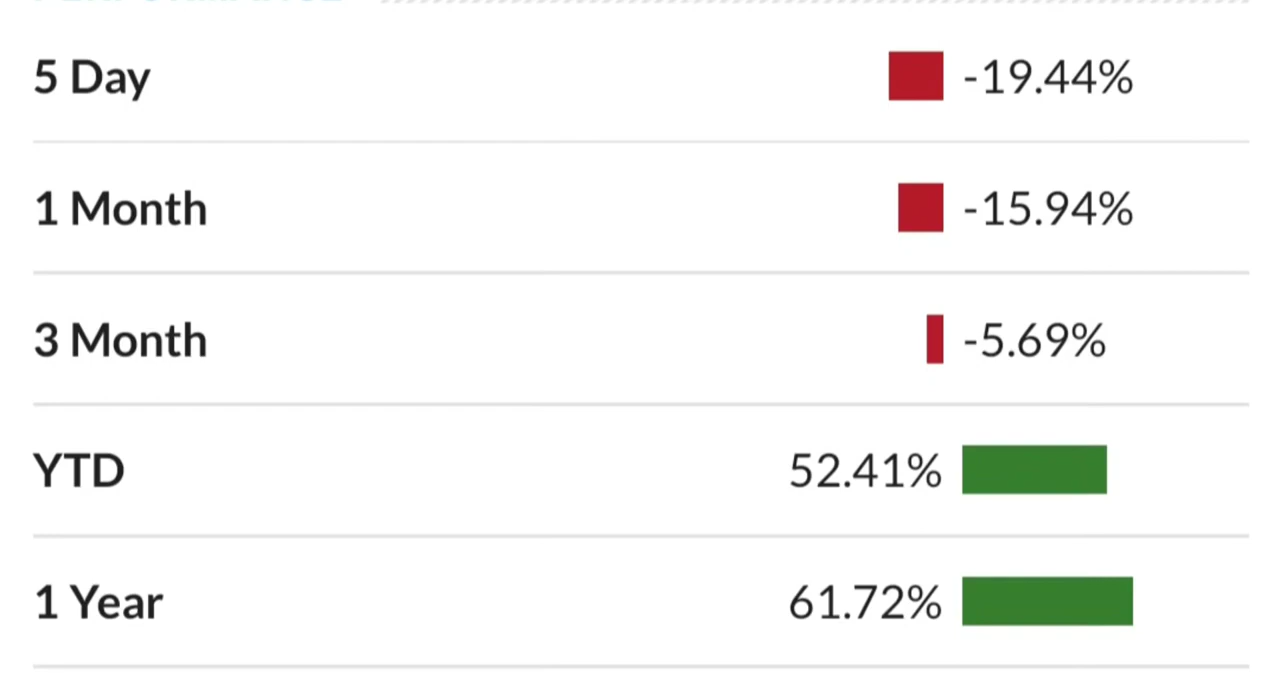 5 Day -19.44%
1 Month -15.94%
3 Month -5.69%
YTD 52.41%
1 Year 61.72%